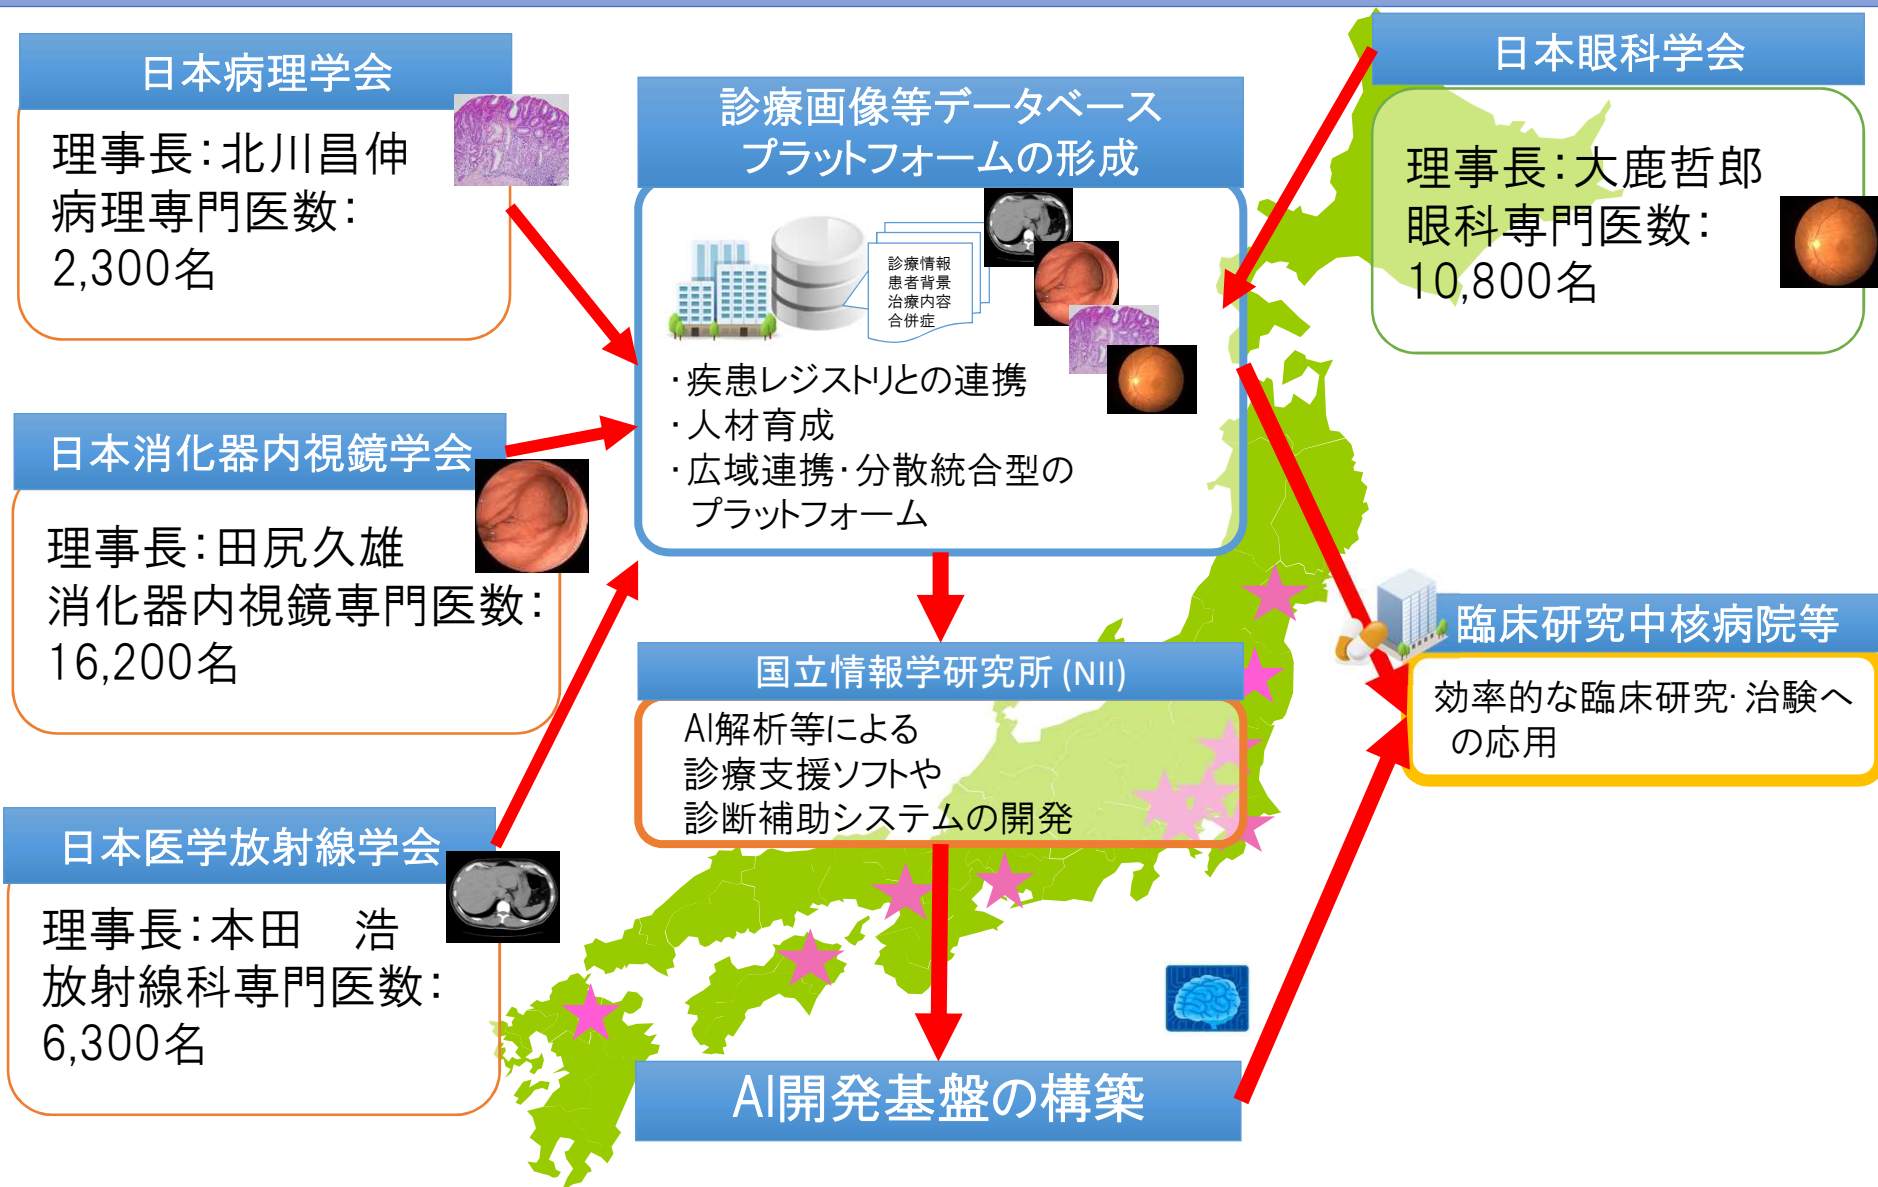 日本病理学会
理事長：北川昌伸
病理専門医数：
2,300名
日本消化器内視鏡学会
理事長：田尻久雄
消化器内視鏡専門医数：
16,200名
日本医学放射線学会
理事長：本田　浩
放射線科専門医数：
6,300名
診療画像等データベース
プラットフォームの形成
診療情報
患者背景
治療内容
合併症
・疾患レジストリとの連携
・人材育成
・広域連携・分散統合型の
プラットフォーム
国立情報学研究所 (NII)
AI解析等による
診療支援ソフトや
診断補助システムの開発
AI開発基盤の構築
日本眼科学会
理事長：大鹿哲郎
眼科専門医数：
10,800名
臨床研究中核病院等
効率的な臨床研究・治験へ
の応用